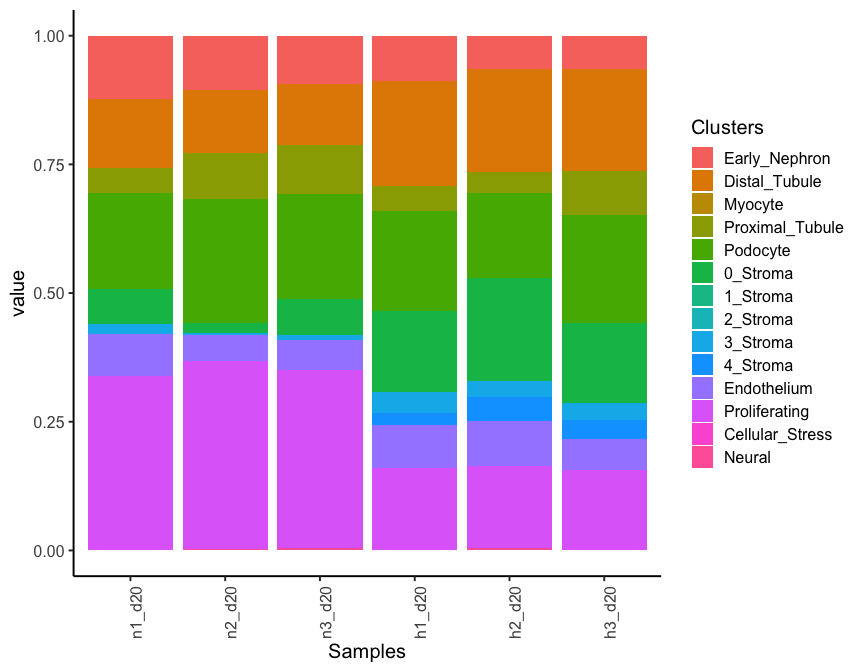 1.00
0.75
0.50
0.25
0.00
value
n1_d20
n2_d20
n3_d20
h1_d20
h2_d20
h3_d20
Samples
Clusters
Early_Nephron
Distal_Tubule
Myocyte
Proximal_Tubule
Podocyte
0_Stroma
1_Stroma
2_Stroma
3_Stroma
4_Stroma
Endothelium
Proliferating
Cellular_Stress
Neural